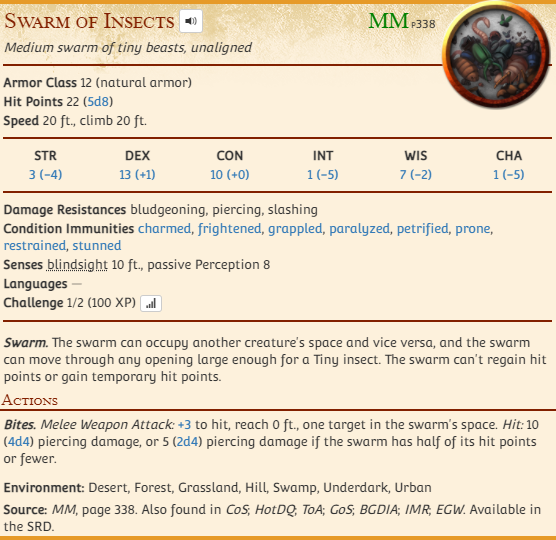 Swarm of Insects MM P338
Medium swarm of tiny beasts, unaligned
Armor Class 12 (natural armor)
Hit Points 22 (5d8)
Speed 20 ft., climb 20 ft.
STR DEX CON INT WIS CHA
3 (−4) 13 (+1) 10 (+0) 1 (−5) 7 (−2) 1 (−5)
Damage Resistances bludgeoning, piercing, slashing
Condition Immunities charmed, frightened, grappled, paralyzed, petrified, prone,
restrained, stunned
Senses blindsight 10 ft., passive Perception 8
Languages —
Challenge 1/2 (100 XP)
Swarm. The swarm can occupy another creature's space and vice versa, and the swarm
can move through any opening large enough for a Tiny insect. The swarm can't regain hit
points or gain temporary hit points.
Actions
Bites. Melee Weapon Attack: +3 to hit, reach 0 ft., one target in the swarm's space. Hit: 10
(4d4) piercing damage, or 5 (2d4) piercing damage if the swarm has half of its hit points
or fewer.
Environment: Desert, Forest, Grassland, Hill, Swamp, Underdark, Urban
Source: MM, page 338. Also found in CoS; HotDQ; ToA; GoS; BGDIA; IMR; EGW. Available in
the SRD.